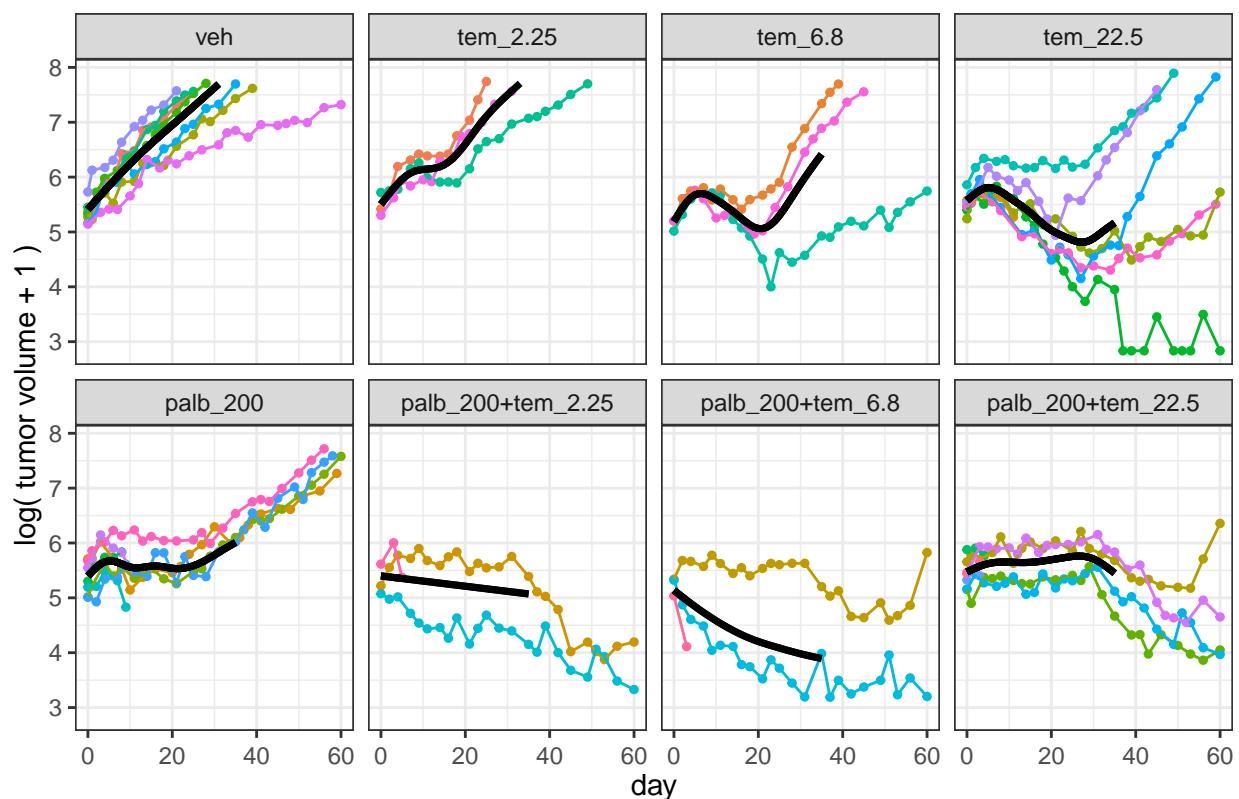 veh tem_2.25 tem_6.8 tem_22.5
8
7
6
5
4
3
palb_200 palb_200+tem_2.25 palb_200+tem_6.8 palb_200+tem_22.5
8
7
6
5
4
3
0 20 40 60 0 20 40 60 0 20 40 60 0 20 40 60
day
log( tumor volume + 1 )